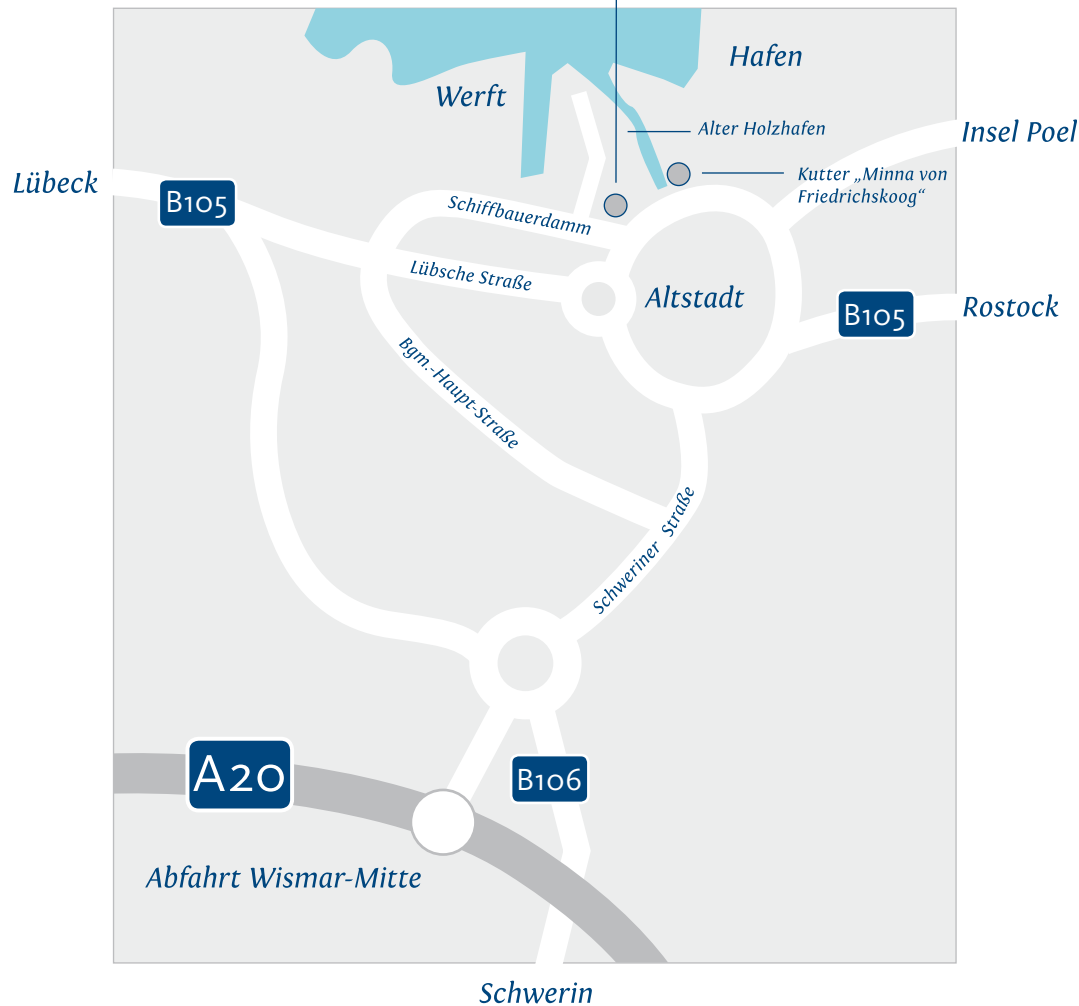 Hafen
Werft
Alter Holzhafen
Insel Poel
Kutter „Minna von
Friedrichskoog“
Lübeck
B105
Schiffbauerdamm
Lübsche Straße
Altstadt
B105
Rostock
Bgm.-Haupt-Straße
Schweriner Straße
A20
B106
Abfahrt Wismar-Mitte
Schwerin